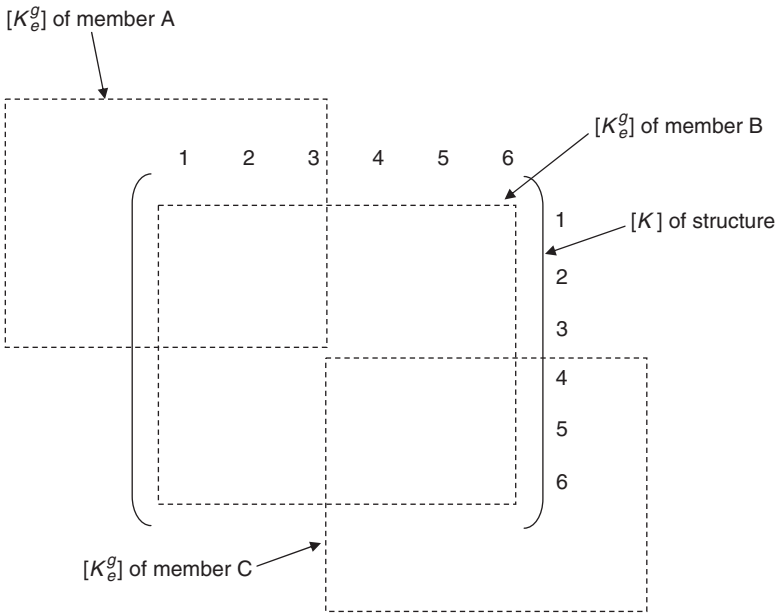 [K_e^g] of member A
[K_e^g] of member B
1 2 3 4 5 6
1
[K] of structure
2
3
4
5
6
[K_e^g] of member C